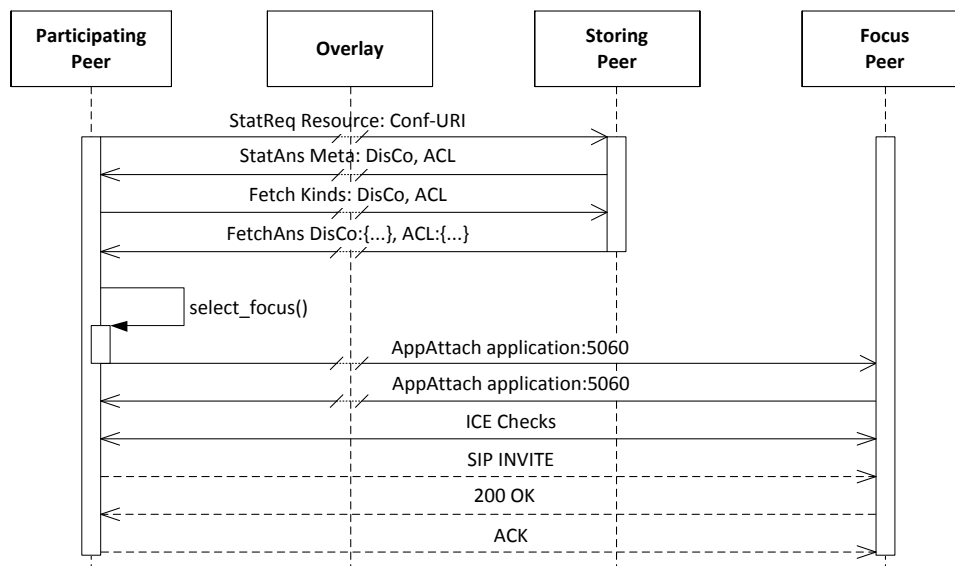 Participating
Peer
Overlay
Storing
Peer
Focus
Peer
StatReq Resource: Conf-URI
StatAns Meta: DisCo, ACL
Fetch Kinds: DisCo, ACL
FetchAns DisCo:{...}, ACL:{...}
select_focus()
AppAttach application:5060
AppAttach application:5060
ICE Checks
SIP INVITE
200 OK
ACK